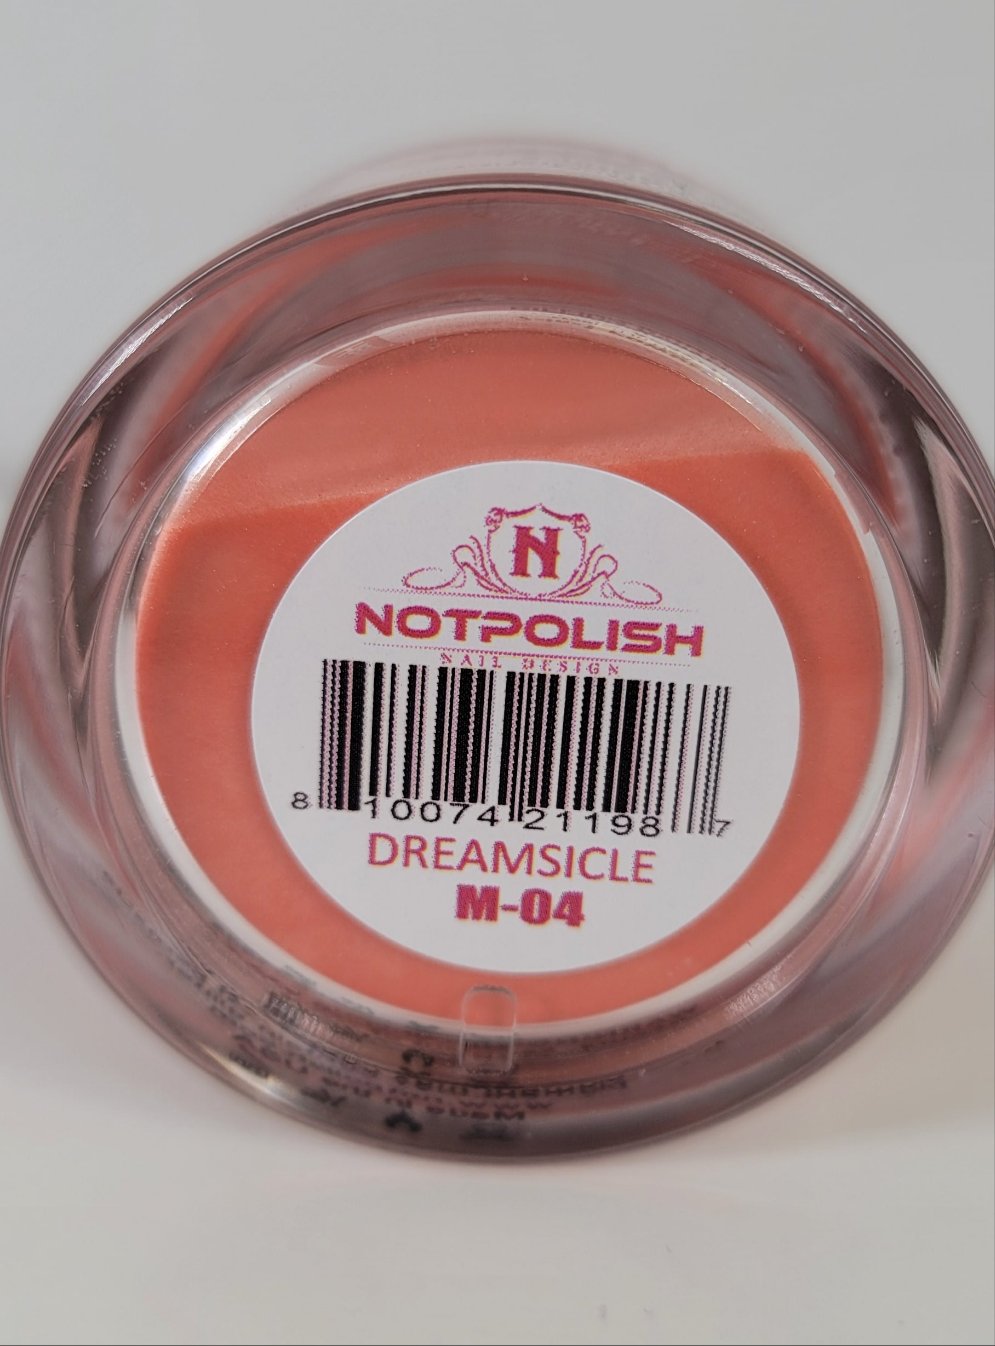 N
NOTPOLISH
NAIL DESIGN
8 10074 21198 7
DREAMSICLE
M-04